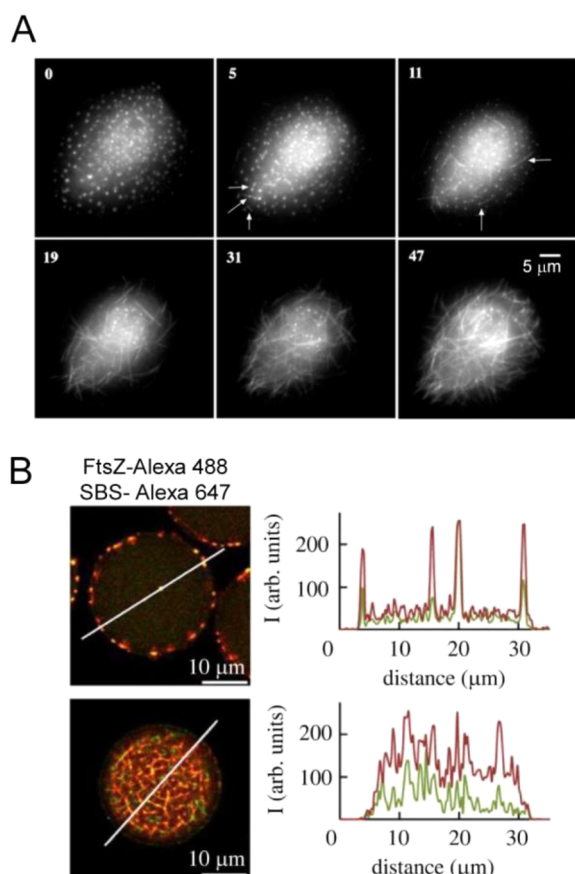 A
0
5
11
19
31
47
5 μm
B
FtsZ-Alexa 488
SBS- Alexa 647
10 μm
I (arb. units)
200
100
0
10
20
30
distance (μm)
10 μm
I (arb. units)
200
100
0
10
20
30
distance (μm)